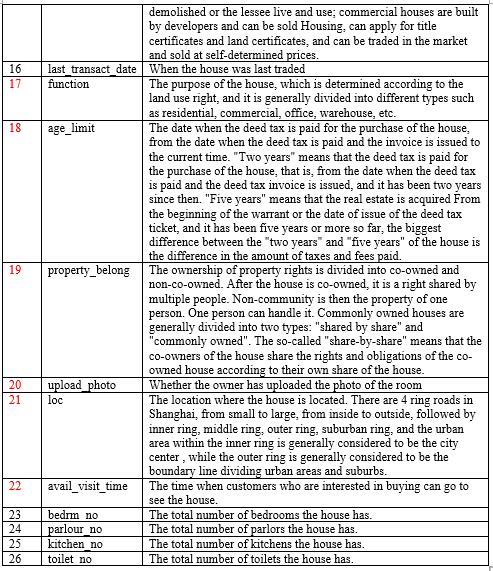 demolished or the lessee live and use; commercial houses are built
by developers and can be sold Housing, can apply for title
certificates and land certificates, and can be traded in the market
and sold at self-determined prices.
16 last_transact_date When the house was last traded
17 function The purpose of the house, which is determined according to the
land use right, and it is generally divided into different types such
as residential, commercial, office, warehouse, etc.
18 age_limit The date when the deed tax is paid for the purchase of the house,
from the date when the deed tax is paid and the invoice is issued to
the current time. "Two years" means that the deed tax is paid for
the purchase of the house, that is, from the date when the deed tax
is paid and the deed tax invoice is issued, and it has been two years
since then. "Five years" means that the real estate is acquired From
the beginning of the warrant or the date of issue of the deed tax
ticket, and it has been five years or more so far, the biggest
difference between the "two years" and "five years" of the house is
the difference in the amount of taxes and fees paid.
19 property_belong The ownership of property rights is divided into co-owned and
non-co-owned. After the house is co-owned, it is a right shared by
multiple people. Non-community is then the property of one
person. One person can handle it. Commonly owned houses are
generally divided into two types: "shared by share" and
"commonly owned". The so-called "share-by-share" means that the
co-owners of the house share the rights and obligations of the co-
owned house according to their own share of the house.
20 upload_photo Whether the owner has uploaded the photo of the room
21 loc The location where the house is located. There are 4 ring roads in
Shanghai, from small to large, from inside to outside, followed by
inner ring, middle ring, outer ring, suburban ring, and the urban
area within the inner ring is generally considered to be the city
center , while the outer ring is generally considered to be the
boundary line dividing urban areas and suburbs.
22 avail_visit_time The time when customers who are interested in buying can go to
see the house.
23 bedrm_no The total number of bedrooms the house has.
24 parlour_no The total number of parlors the house has.
25 kitchen_no The total number of kitchens the house has.
26 toilet_no The total number of toilets the house has.